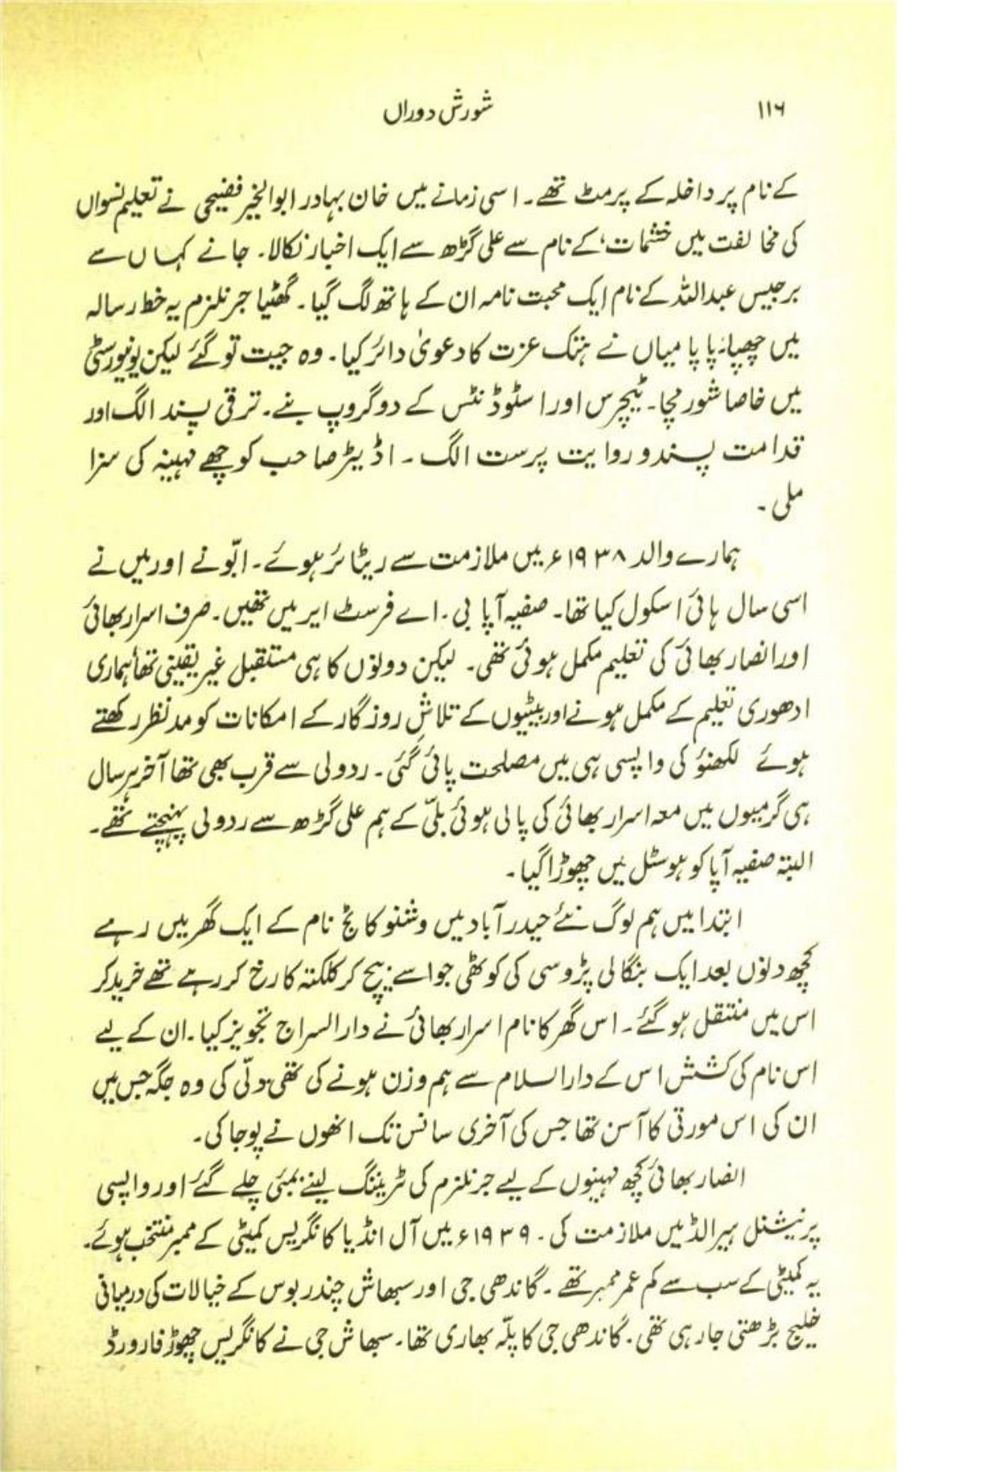 ۱۱۶ شورش دوراں
کے نام پر داخلہ کے پرمٹ تھے۔ اسی زمانے میں خان بہادر ابوالخیر فضیحی نے تعلیم نسواں
کی مخالفت میں خشمات، کے نام سے علی گڑھ سے ایک اخبار نکالا۔ جانے کہاں سے
برجیس عبداللہ کے نام ایک محبت نامہ ان کے ہاتھ لگ گیا۔ گھٹیا جرنلزم یہ خط رسالہ
میں چھپا۔ پاپا میاں نے ہتک عزت کا دعویٰ دائر کیا۔ وہ جیت تو گئے لیکن یونیورسٹی
میں خاصا شور مچا۔ ٹیچرس اور اسٹوڈنٹس کے دو گروپ بنے۔ ترقی پسند الگ اور
قدامت پسند و روایت پرست الگ۔ اڈیٹر صاحب کو چھے مہینہ کی سزا
ملی۔
ہمارے والد ۱۹۳۸ء میں ملازمت سے ریٹائر ہوئے۔ ابّو نے اور میں نے
اسی سال ہائی اسکول کیا تھا۔ صفیہ آپا بی۔ اے فرسٹ ایر میں تھیں۔ صرف اسرار بھائی
اور انصار بھائی کی تعلیم مکمل ہوئی تھی۔ لیکن دونوں کا ہی مستقبل غیر یقینی تھا ہماری
ادھوری تعلیم کے مکمل ہونے اور بیٹیوں کے تلاشِ روزگار کے امکانات کو مدنظر رکھتے
ہوئے لکھنؤ کی واپسی ہی میں مصلحت پائی گئی۔ ردولی سے قرب بھی تھا آخر ہر سال
ہی گرمیوں میں معہ اسرار بھائی کی پالی ہوئی بلّی کے ہم علی گڑھ سے ردولی پہنچتے تھے۔
البتہ صفیہ آپا کو ہوسٹل میں چھوڑا گیا۔
ابتدا میں ہم لوگ نئے حیدر آباد میں وشنو کاٹج نام کے ایک گھر میں رہے
کچھ دنوں بعد ایک بنگالی پڑوسی کی کوٹھی جو اسے بیچ کر کلکتہ کا رخ کر رہے تھے خرید کر
اس میں منتقل ہو گئے۔ اس گھر کا نام اسرار بھائی نے دارالسراج تجویز کیا۔ ان کے لیے
اس نام کی کشش اس کے دارالسلام سے ہم وزن ہونے کی تھی دلّی کی وہ جگہ جس میں
ان کی اس مورتی کا آسن تھا جس کی آخری سانس تک انھوں نے پوجا کی۔
انصار بھائی کچھ مہینوں کے لیے جرنلزم کی ٹریننگ لینے بمبئی چلے گئے اور واپسی
پر نیشنل ہیرالڈ میں ملازمت کی۔ ۱۹۳۹ء میں آل انڈیا کانگریس کمیٹی کے ممبر منتخب ہوئے۔
یہ کمیٹی کے سب سے کم عمر ممبر تھے۔ گاندھی جی اور سبھاش چندر بوس کے خیالات کی درمیانی
خلیج بڑھتی جا رہی تھی۔ گاندھی جی کا پلّہ بھاری تھا۔ سبھاش جی نے کانگریس چھوڑ فارورڈ